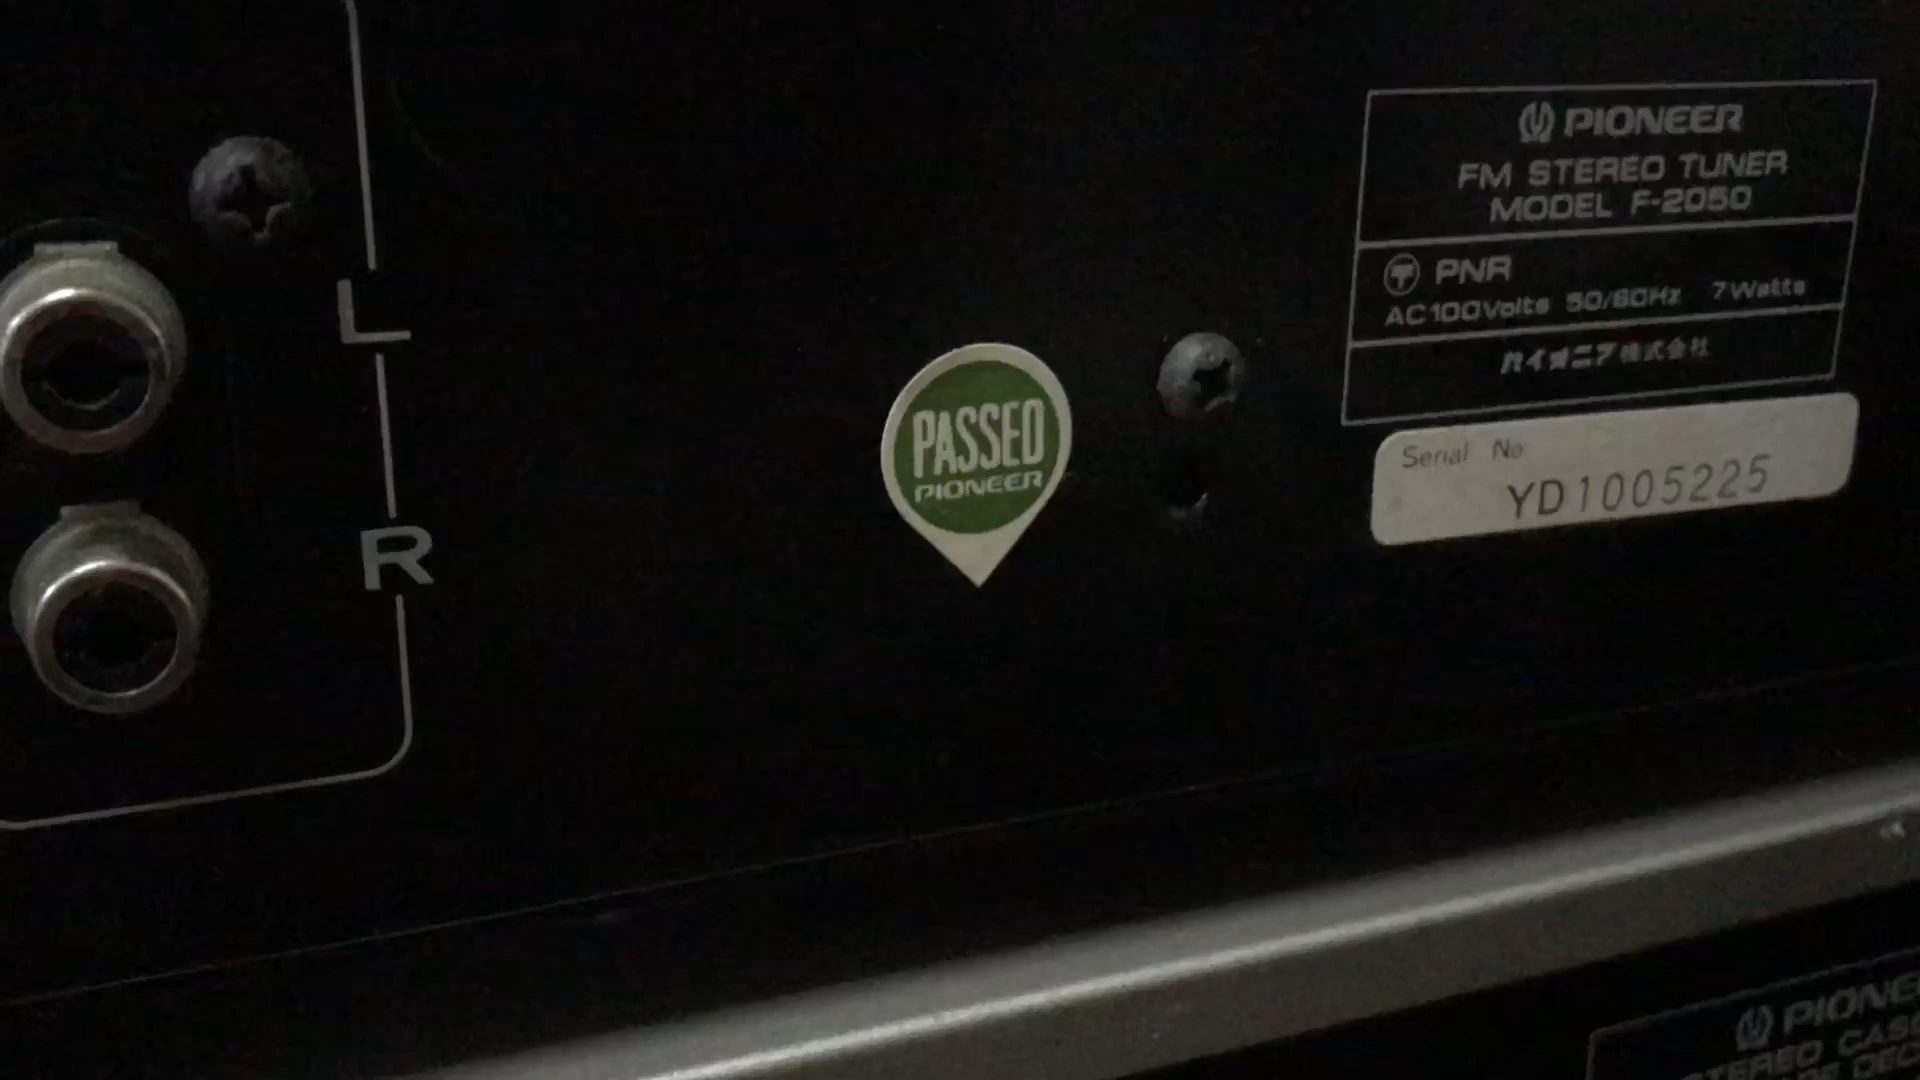 L
R
PASSED
PIONEER
PIONEER
FM STEREO TUNER
MODEL F-2050
T PNR
AC100Volts 50/60Hz 7Watts
パイオニア株式会社
Serial No
YD1005225
PIONE
STEREO CAS